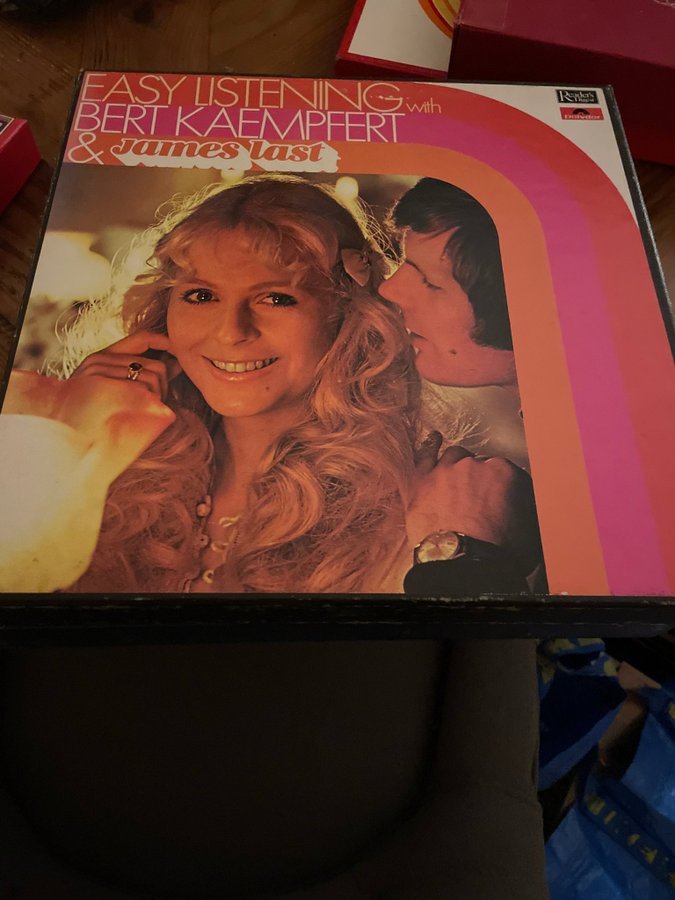 EASY LISTENING with
BERT KAEMPFERT
& James last
Reader's
Digest
Polydor